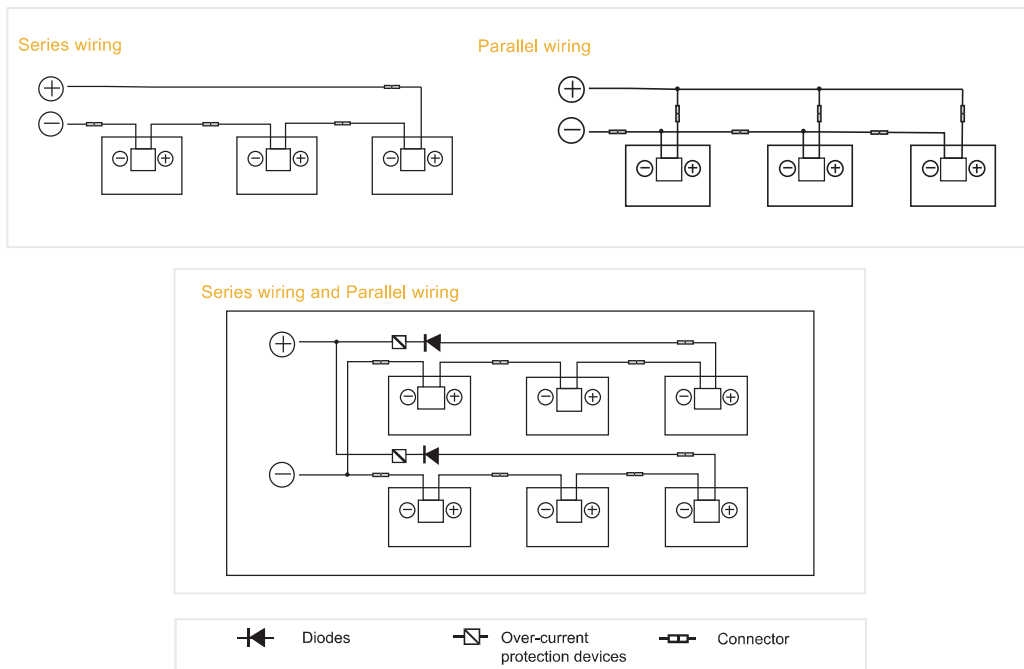 Series wiring
Parallel wiring
Series wiring and Parallel wiring
Diodes
Over-current
protection devices
Connector